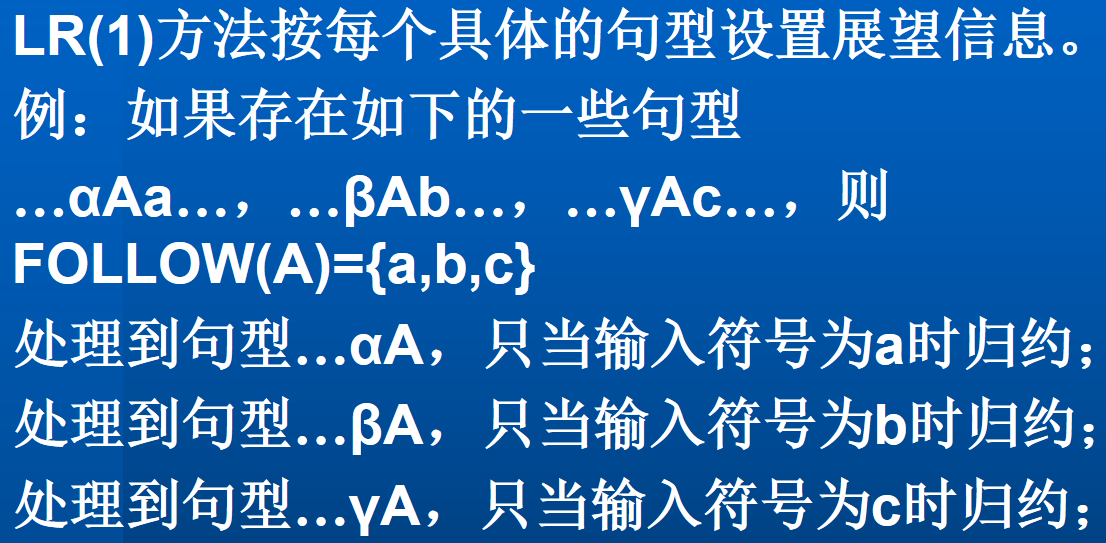 LR(1)方法按每个具体的句型设置展望信息。
例：如果存在如下的一些句型
…αAa…，…βAb…，…γAc…，则
FOLLOW(A)={a,b,c}
处理到句型…αA，只当输入符号为a时归约；
处理到句型…βA，只当输入符号为b时归约；
处理到句型…γA，只当输入符号为c时归约；